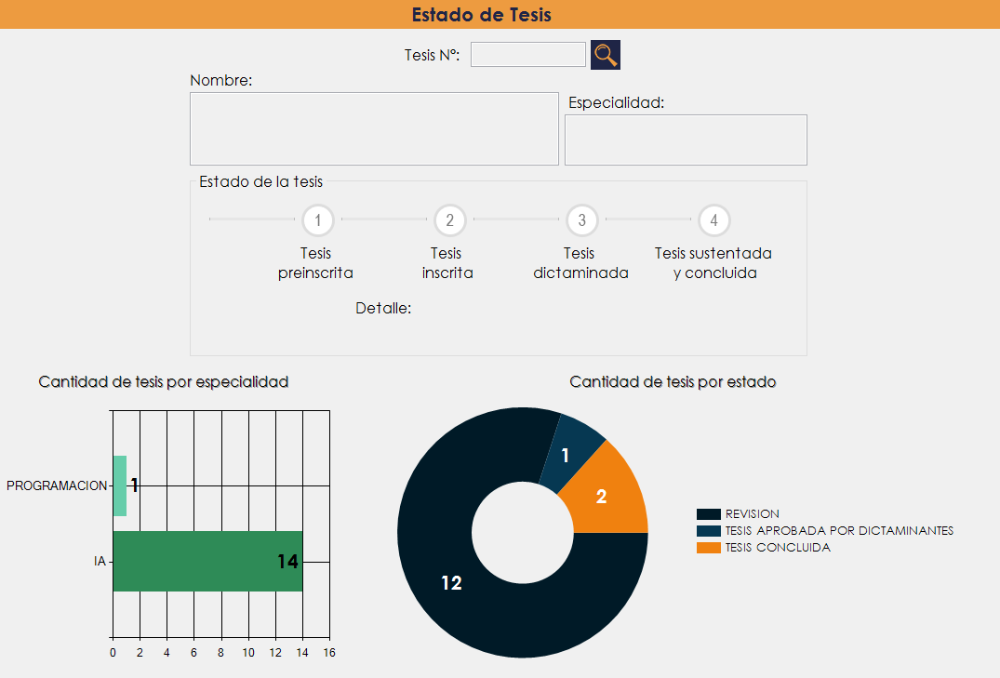 Estado de Tesis
Tesis Nº:
Nombre:
Especialidad:
Estado de la tesis
1
2
3
4
Tesis
preinscrita
Tesis
inscrita
Tesis
dictaminada
Tesis sustentada
y concluida
Detalle:
Cantidad de tesis por especialidad
PROGRAMACION
1
IA
14
0 2 4 6 8 10 12 14 16
Cantidad de tesis por estado
1
2
12
REVISION
TESIS APROBADA POR DICTAMINANTES
TESIS CONCLUIDA